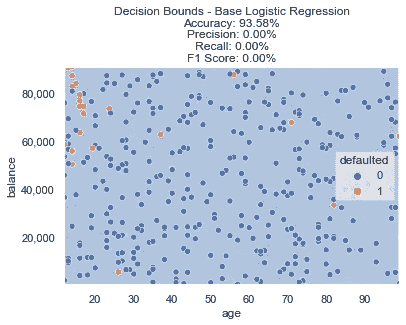 Decision Bounds - Base Logistic Regression
Accuracy: 93.58%
Precision: 0.00%
Recall: 0.00%
F1 Score: 0.00%
80,000
60,000
40,000
20,000
balance
defaulted
0
1
20 30 40 50 60 70 80 90
age